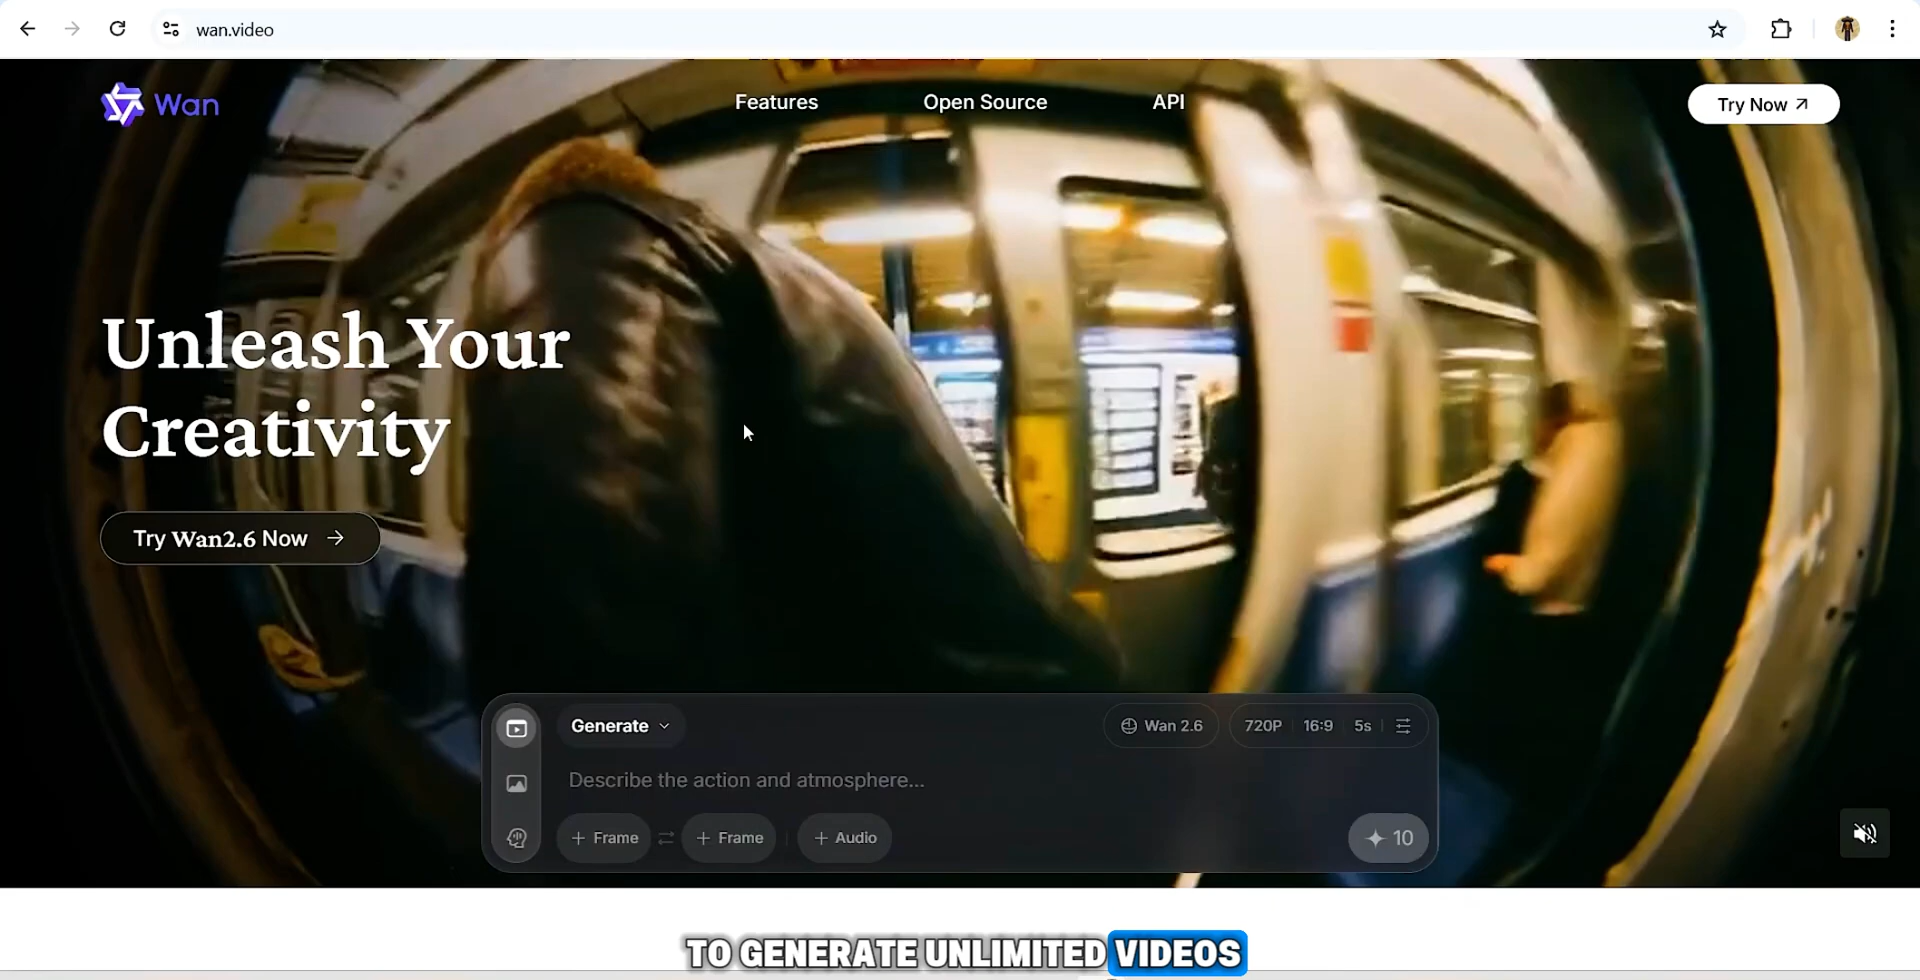 wan.video
Wan
Features
Open Source
API
Try Now
Unleash Your
Creativity
Try Wan2.6 Now
Generate
Wan 2.6
720P
16:9
5s
Describe the action and atmosphere...
+ Frame
+ Frame
+ Audio
10
TO GENERATE UNLIMITED VIDEOS